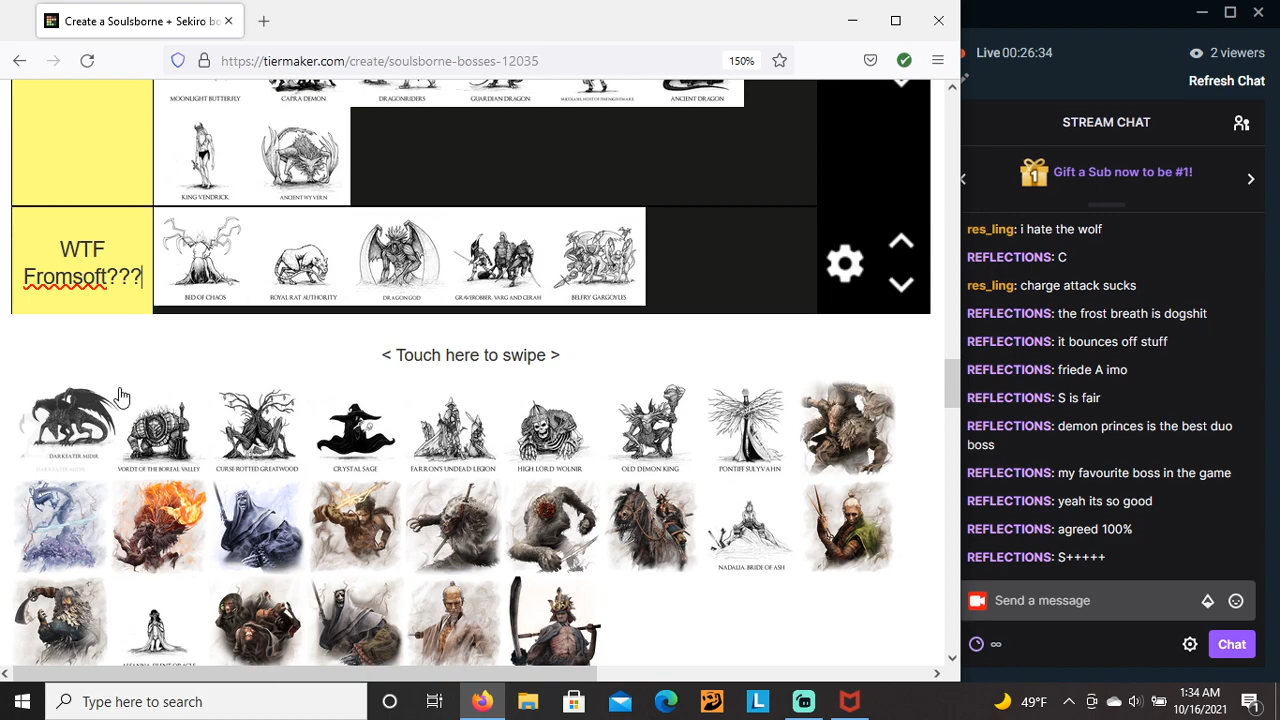 Create a Soulsborne + Sekiro bo
Live 00:26:34
2 viewers
tiermaker.com/create/soulsborne-bosses-12035
150%
Refresh Chat
MOONLIGHT BUTTERFLY
CAPRA DEMON
DRAGONRIDERS
GUARDIAN DRAGON
ANCIENT DRAGON
STREAM CHAT
1
Gift a Sub now to be #1!
KING VENDRICK
ANCIENT WYVERN
WTF
Fromsoft???
BED OF CHAOS
ROYAL RAT AUTHORITY
DRAGON GOD
GRAVEROBBER, VARG AND CERAH
BELFRY GARGOYLES
< Touch here to swipe >
DARKEATER MIDIR
DARKEATER MIDIR
VORDT OF THE BOREAL VALLEY
CURSE-ROTTED GREATWOOD
CRYSTAL SAGE
FARRON'S UNDEAD LEGION
HIGH LORD WOLNIR
OLD DEMON KING
PONTIFF SULYVAHN
NADALIA, BRIDE OF ASH
res_ling: i hate the wolf
REFLECTIONS: C
res_ling: charge attack sucks
REFLECTIONS: the frost breath is dogshit
REFLECTIONS: it bounces off stuff
REFLECTIONS: friede A imo
REFLECTIONS: S is fair
REFLECTIONS: demon princes is the best duo
boss
REFLECTIONS: my favourite boss in the game
REFLECTIONS: yeah its so good
REFLECTIONS: agreed 100%
REFLECTIONS: S+++++
Send a message
Chat
Type here to search
L
49°F
10/16/2021
1